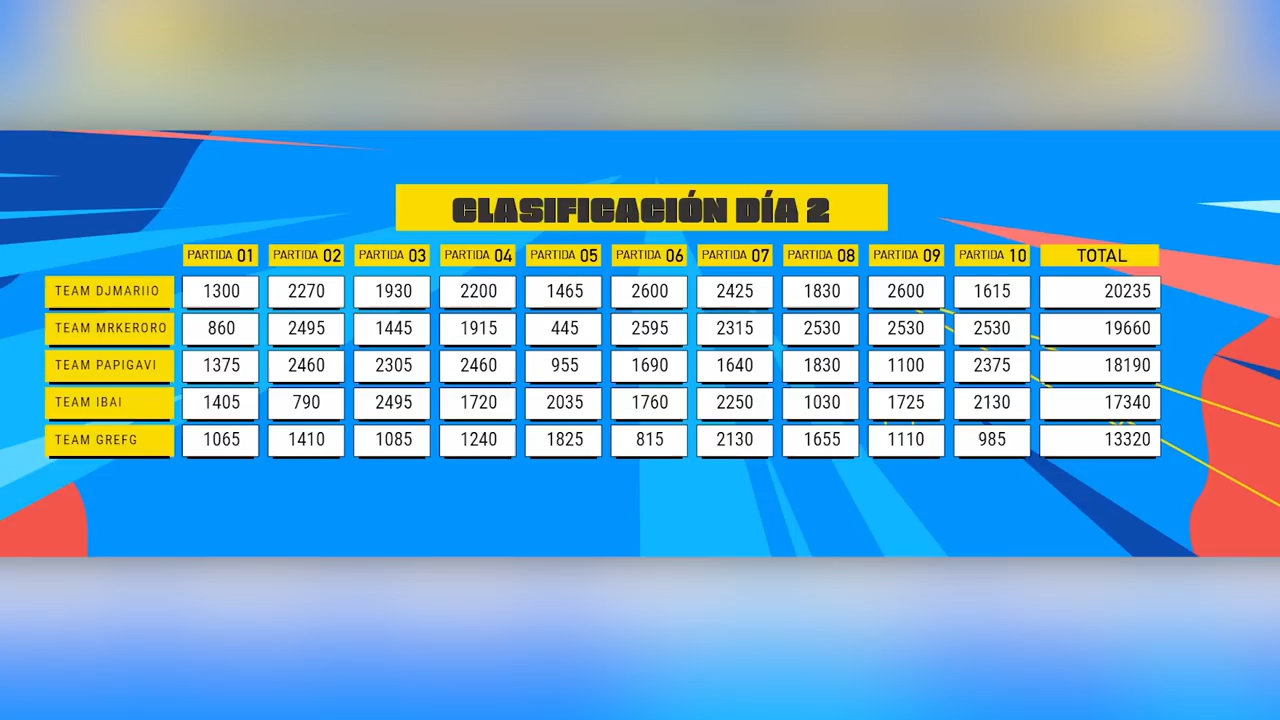 CLASIFICACIÓN DÍA 2
PARTIDA 01 PARTIDA 02 PARTIDA 03 PARTIDA 04 PARTIDA 05 PARTIDA 06 PARTIDA 07 PARTIDA 08 PARTIDA 09 PARTIDA 10 TOTAL
TEAM DJMARIIO 1300 2270 1930 2200 1465 2600 2425 1830 2600 1615 20235
TEAM MRKERORO 860 2495 1445 1915 445 2595 2315 2530 2530 2530 19660
TEAM PAPIGAVI 1375 2460 2305 2460 955 1690 1640 1830 1100 2375 18190
TEAM IBAI 1405 790 2495 1720 2035 1760 2250 1030 1725 2130 17340
TEAM GREFG 1065 1410 1085 1240 1825 815 2130 1655 1110 985 13320